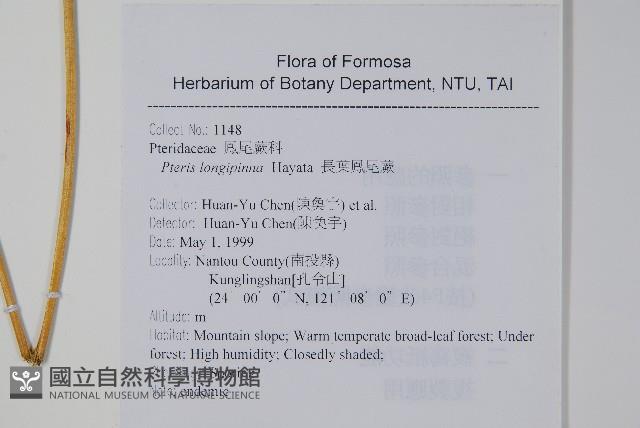 Flora of Formosa
Herbarium of Botany Department, NTU, TAI
Collect No.: 1148
Pteridaceae 鳳尾蕨科
Pteris longipinna Hayata 長葉鳳尾蕨
Collector: Huan-Yu Chen(陳奐宇) et al.
Detector: Huan-Yu Chen(陳奐宇)
Date: May 1, 1999
Locality: Nantou County(南投縣)
Kunglingshan[孔令山]
(24 00' 0" N, 121' 08' 0" E)
Altitude: m
Habitat: Mountain slope; Warm temperate broad-leaf forest; Under
forest; High humidity; Closedly shaded;
endemic
國立自然科學博物館
NATIONAL MUSEUM OF NATURAL SCIENCE